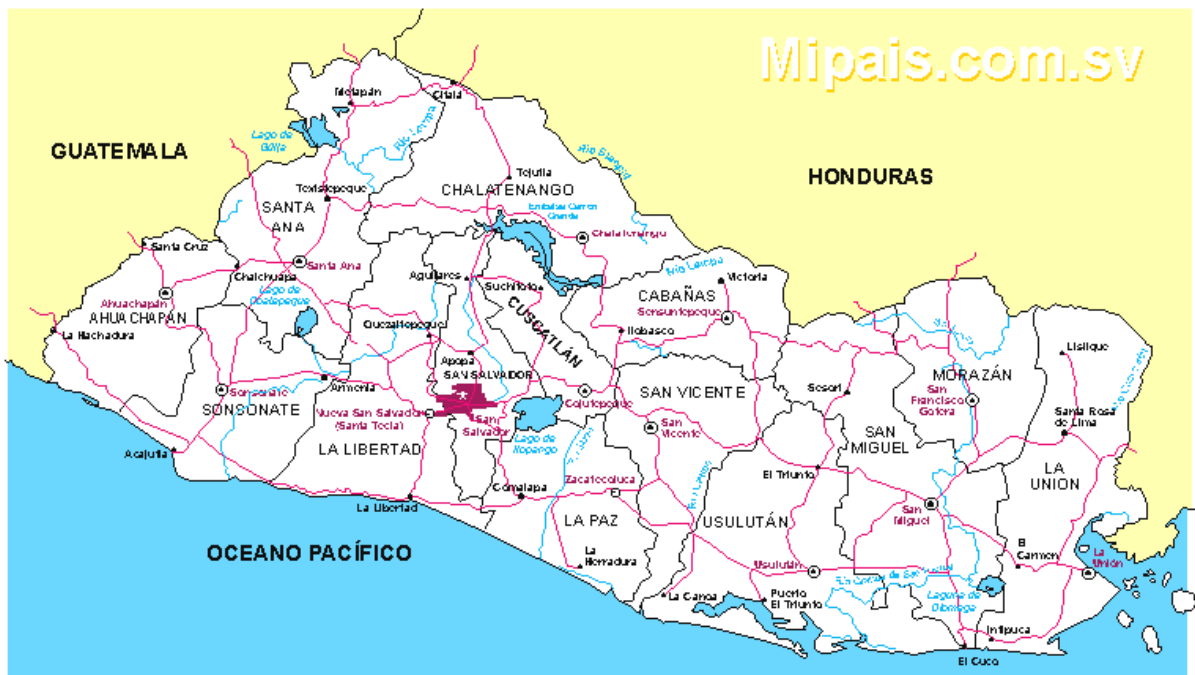 Mipais.com.sv
GUATEMALA
HONDURAS
OCEANO PACÍFICO
Metapán
Citalá
Lago de
Güija
Río Lempa
Tejutla
CHALATENANGO
Texistepeque
SANTA
ANA
Embalse Cerron
Grande
Chalatenango
Santa Cruz
Santa Ana
Chalchuapa
Lago de
Coatepeque
Ahuachapán
AHUACHAPÁN
La Hachadura
Aguilares
Suchitoto
CUSCATLÁN
Quezaltepeque
Apopa
SAN SALVADOR
Río Lempa
Victoria
CABAÑAS
Sensuntepeque
Ilobasco
Armenia
Sonsonate
SONSONATE
Nueva San Salvador
(Santa Tecla)
San
Salvador
Cojutepeque
SAN VICENTE
San
Vicente
LA LIBERTAD
Lago de
Ilopango
Acajutla
La Libertad
Comalapa
Zacatecoluca
LA PAZ
La
Herradura
Sesori
MORAZÁN
San
Francisco
Gotera
Lislique
Santa Rosa
de Lima
SAN
MIGUEL
El Triunfo
LA
UNION
San
Miguel
USULUTÁN
Usulután
El
Carmen
La
Unión
La Canoa
Puerto
El Triunfo
Laguna de
Olomega
Intipuca
El Cuco